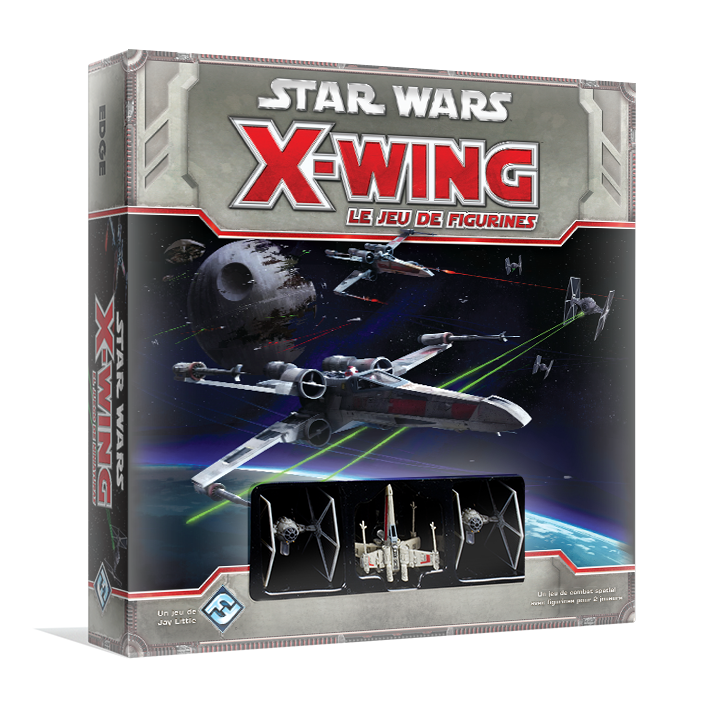 STAR WARS
X-WING
LE JEU DE FIGURINES
EDGE
STAR WARS
X-WING
Un jeu de
Jay Little
Un jeu de combat spatial
avec figurines pour 2 joueurs